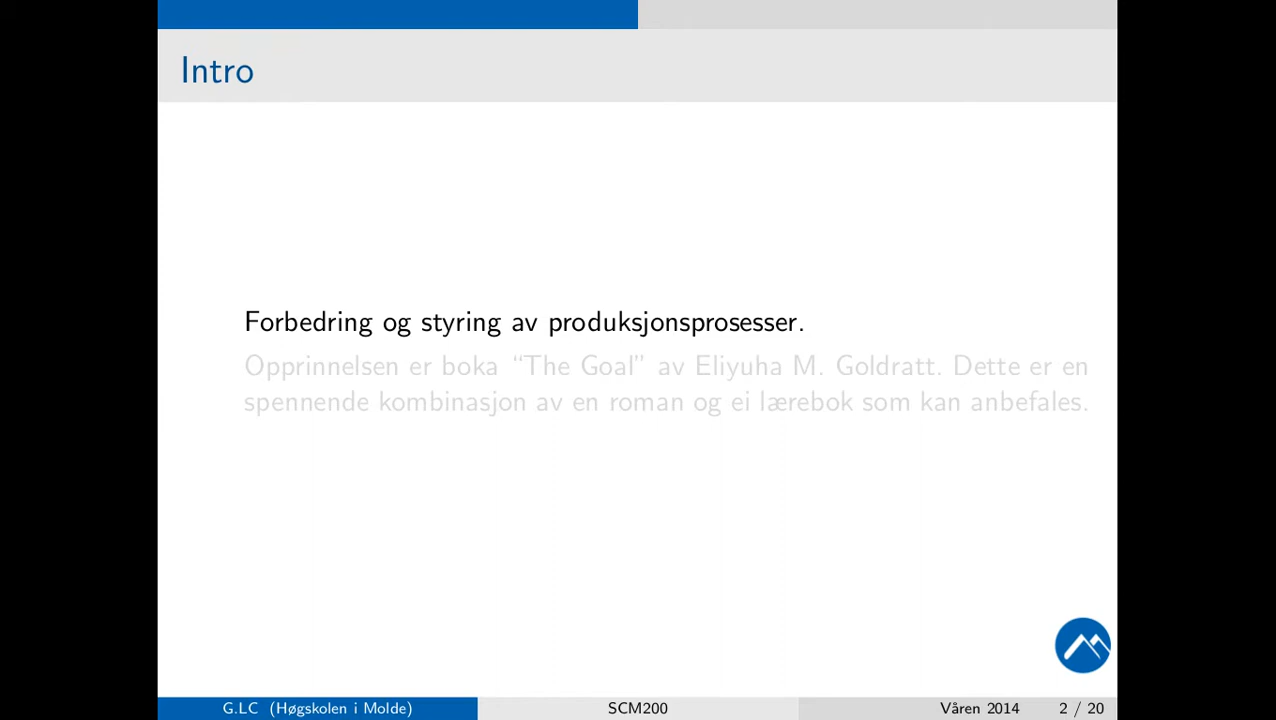 Intro
Forbedring og styring av produksjonsprosesser.
Opprinnelsen er boka “The Goal” av Eliyuha M. Goldratt. Dette er en
spennende kombinasjon av en roman og ei lærebok som kan anbefales.
G.LC (Høgskolen i Molde) SCM200 Våren 2014 2 / 20